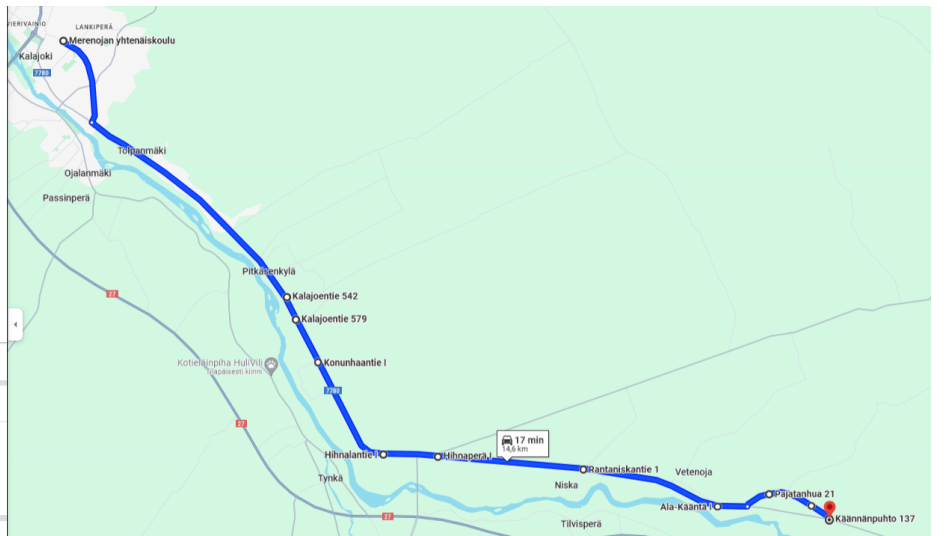 VIERIVAINIO
LANKIPERÄ
Merenojan yhtenäiskoulu
Kalajoki
7780
Tolpanmäki
Ojalanmäki
Passinperä
Pitkäsenkylä
27
Kalajoentie 542
Kalajoentie 579
Kotieläinpiha HuliVili
Tilapäisesti kiinni
Konunhaantie I
7780
27
17 min
14,6 km
Hihnalantie I
Hihnaperä I
Rantaniskantie 1
Vetenoja
Tynkä
Niska
Pajatanhua 21
Ala-Kääntä I
27
Käännänpuhto 137
Tilvisperä